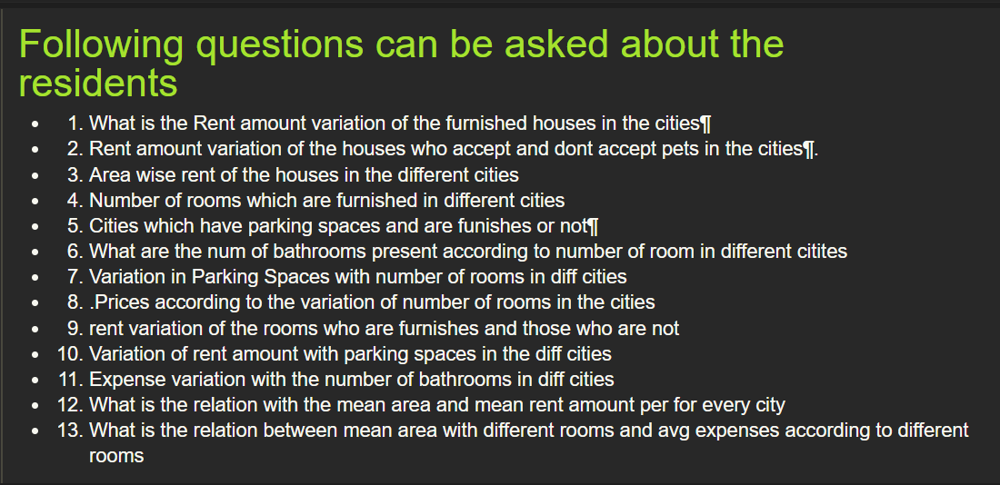 Following questions can be asked about the
residents
• 1. What is the Rent amount variation of the furnished houses in the cities¶
• 2. Rent amount variation of the houses who accept and dont accept pets in the cities¶.
• 3. Area wise rent of the houses in the different cities
• 4. Number of rooms which are furnished in different cities
• 5. Cities which have parking spaces and are funishes or not¶
• 6. What are the num of bathrooms present according to number of room in different citites
• 7. Variation in Parking Spaces with number of rooms in diff cities
• 8. .Prices according to the variation of number of rooms in the cities
• 9. rent variation of the rooms who are furnishes and those who are not
• 10. Variation of rent amount with parking spaces in the diff cities
• 11. Expense variation with the number of bathrooms in diff cities
• 12. What is the relation with the mean area and mean rent amount per for every city
• 13. What is the relation between mean area with different rooms and avg expenses according to different
rooms